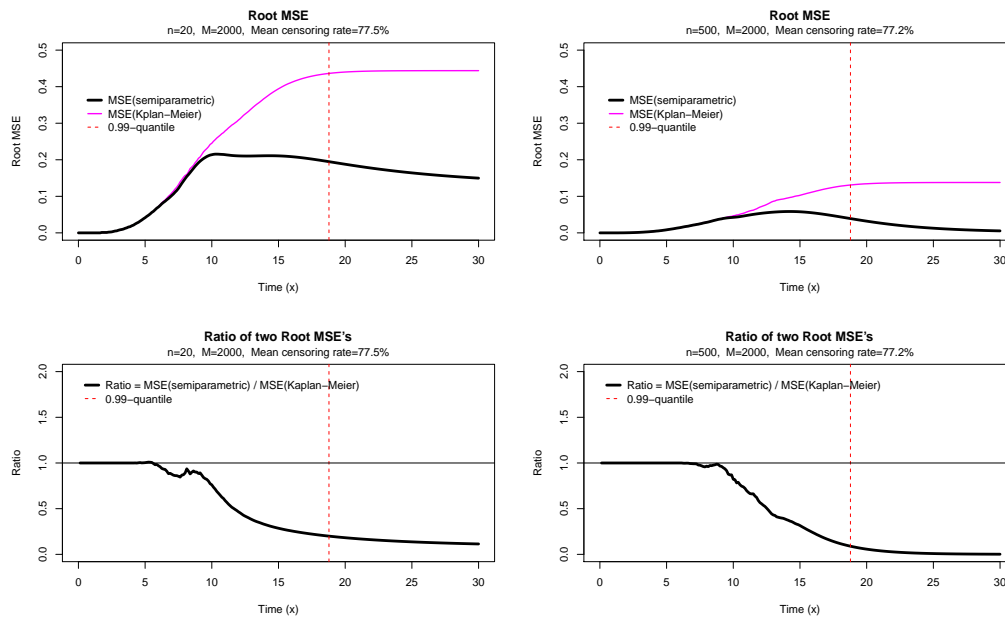 Root MSE
n=20, M=2000, Mean censoring rate=77.5%
0.5
0.4
0.3
0.2
0.1
0.0
Root MSE
MSE(semiparametric)
MSE(Kplan−Meier)
0.99−quantile
0 5 10 15 20 25 30
Time (x)
Root MSE
n=500, M=2000, Mean censoring rate=77.2%
0.5
0.4
0.3
0.2
0.1
0.0
Root MSE
MSE(semiparametric)
MSE(Kplan−Meier)
0.99−quantile
0 5 10 15 20 25 30
Time (x)
Ratio of two Root MSE's
n=20, M=2000, Mean censoring rate=77.5%
2.0
1.5
1.0
0.5
0.0
Ratio
Ratio = MSE(semiparametric) / MSE(Kaplan−Meier)
0.99−quantile
0 5 10 15 20 25 30
Time (x)
Ratio of two Root MSE's
n=500, M=2000, Mean censoring rate=77.2%
2.0
1.5
1.0
0.5
0.0
Ratio
Ratio = MSE(semiparametric) / MSE(Kaplan−Meier)
0.99−quantile
0 5 10 15 20 25 30
Time (x)